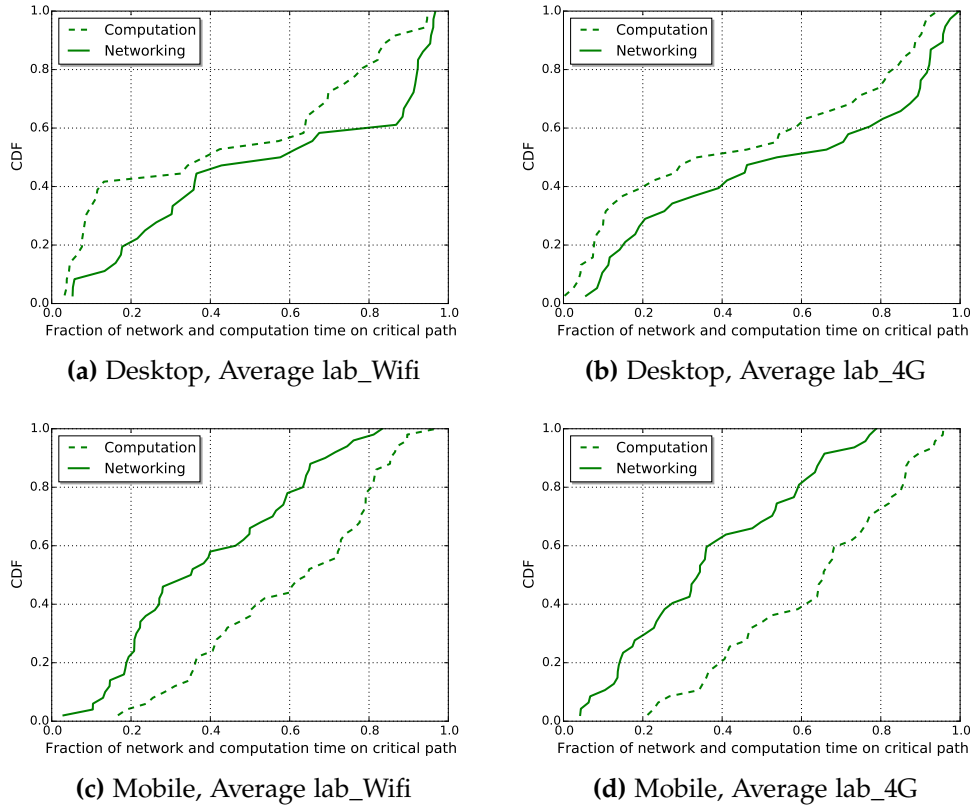 1.0
0.8
0.6
0.4
0.2
0.0
CDF
Computation
Networking
0.0 0.2 0.4 0.6 0.8 1.0
Fraction of network and computation time on critical path
(a) Desktop, Average lab_Wifi
1.0
0.8
0.6
0.4
0.2
0.0
CDF
Computation
Networking
0.0 0.2 0.4 0.6 0.8 1.0
Fraction of network and computation time on critical path
(b) Desktop, Average lab_4G
1.0
0.8
0.6
0.4
0.2
0.0
CDF
Computation
Networking
0.0 0.2 0.4 0.6 0.8 1.0
Fraction of network and computation time on critical path
(c) Mobile, Average lab_Wifi
1.0
0.8
0.6
0.4
0.2
0.0
CDF
Computation
Networking
0.0 0.2 0.4 0.6 0.8 1.0
Fraction of network and computation time on critical path
(d) Mobile, Average lab_4G